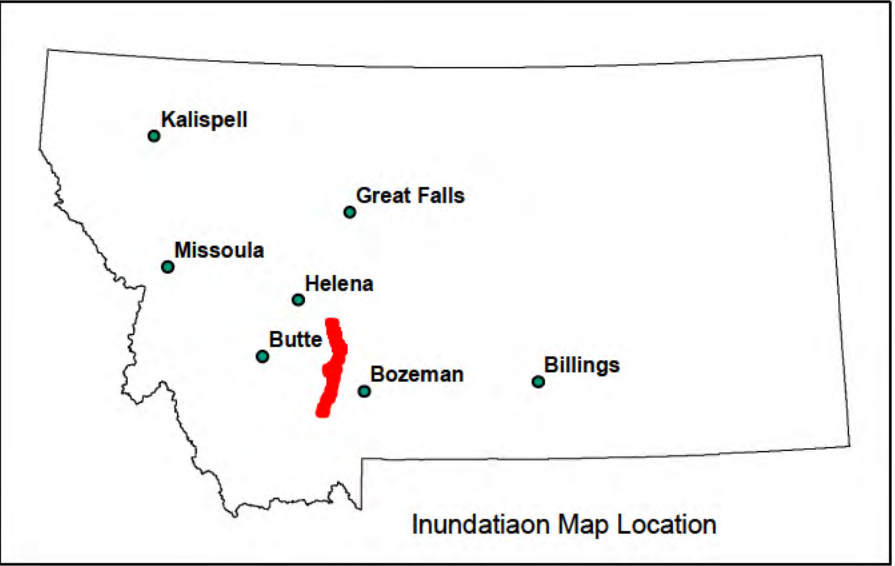 Kalispell
Great Falls
Missoula
Helena
Butte
Billings
Bozeman
Inundatiaon Map Location